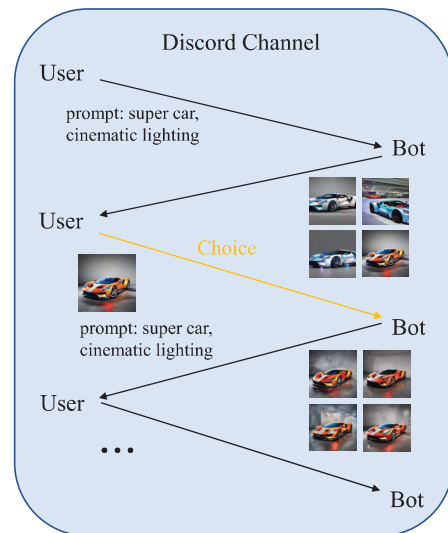 Discord Channel
User
prompt: super car,
cinematic lighting
Bot
User
Choice
Bot
prompt: super car,
cinematic lighting
User
...
Bot